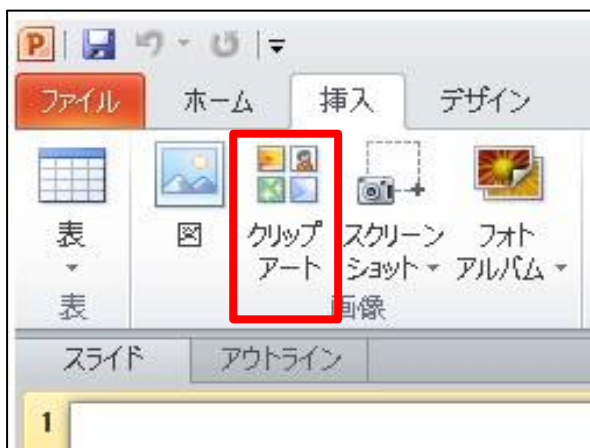 P
ファイル ホーム 挿入 デザイン
表 図 クリップ スクリーン フォト
アート ショット アルバム
表 画像
スライド アウトライン
1